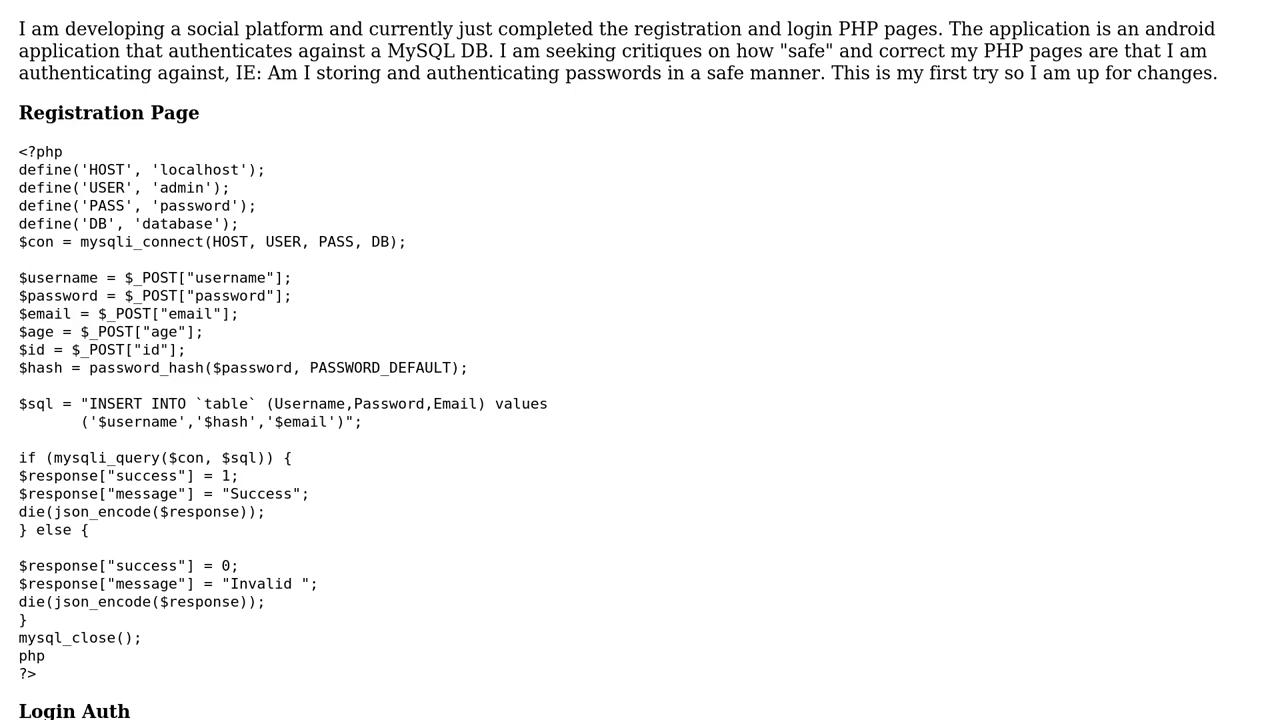 I am developing a social platform and currently just completed the registration and login PHP pages. The application is an android
application that authenticates against a MySQL DB. I am seeking critiques on how "safe" and correct my PHP pages are that I am
authenticating against, IE: Am I storing and authenticating passwords in a safe manner. This is my first try so I am up for changes.
Registration Page
<?php
define('HOST', 'localhost');
define('USER', 'admin');
define('PASS', 'password');
define('DB', 'database');
$con = mysqli_connect(HOST, USER, PASS, DB);
$username = $_POST["username"];
$password = $_POST["password"];
$email = $_POST["email"];
$age = $_POST["age"];
$id = $_POST["id"];
$hash = password_hash($password, PASSWORD_DEFAULT);
$sql = "INSERT INTO `table` (Username,Password,Email) values
('$username','$hash','$email')";
if (mysqli_query($con, $sql)) {
$response["success"] = 1;
$response["message"] = "Success";
die(json_encode($response));
} else {
$response["success"] = 0;
$response["message"] = "Invalid ";
die(json_encode($response));
}
mysql_close();
php
?>
Login Auth